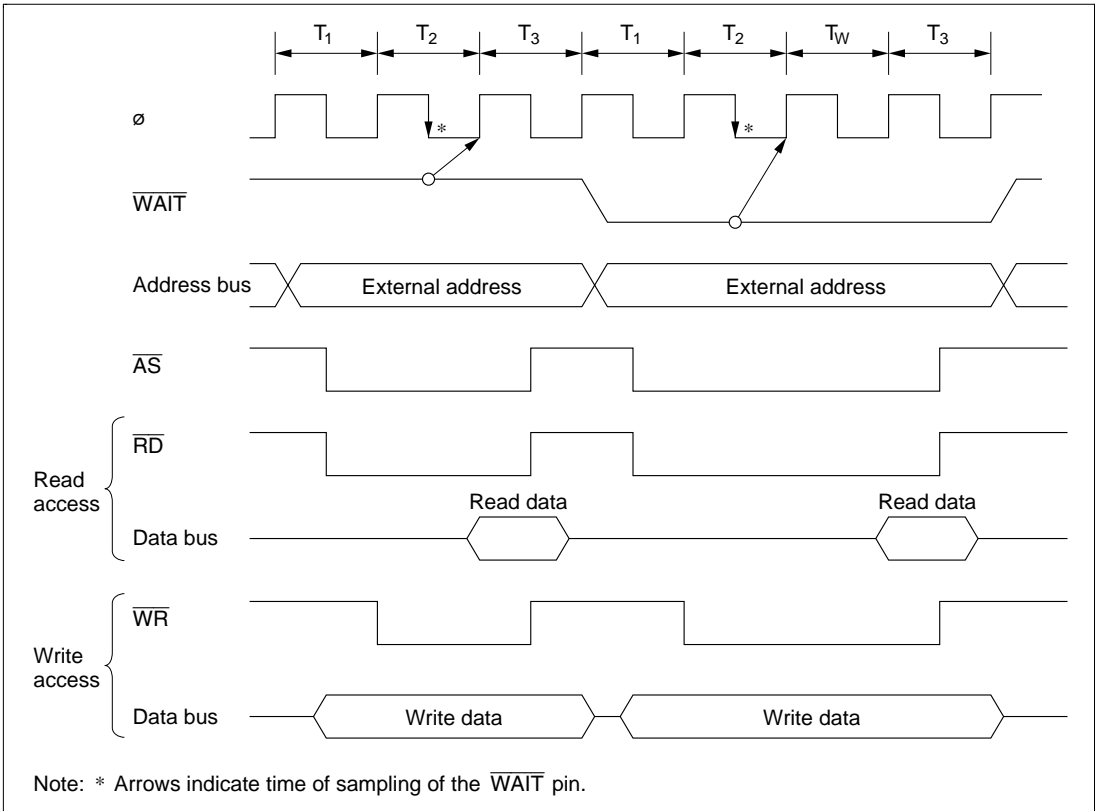 T1 T2 T3 T1 T2 TW T3
ø
*
*
WAIT
Address bus
External address
External address
AS
Read access
RD
Read data
Read data
Data bus
Write access
WR
Data bus
Write data
Write data
Note: * Arrows indicate time of sampling of the WAIT pin.